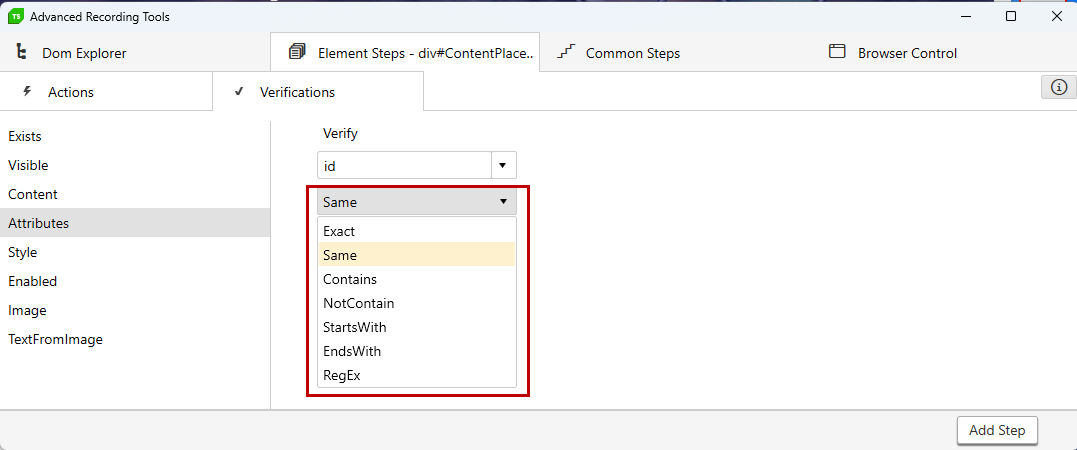 TS Advanced Recording Tools
Dom Explorer
Element Steps - div#ContentPlace..
Common Steps
Browser Control
Actions
Verifications
Exists
Visible
Content
Attributes
Style
Enabled
Image
TextFromImage
Verify
id
Same
Exact
Same
Contains
NotContain
StartsWith
EndsWith
RegEx
Add Step